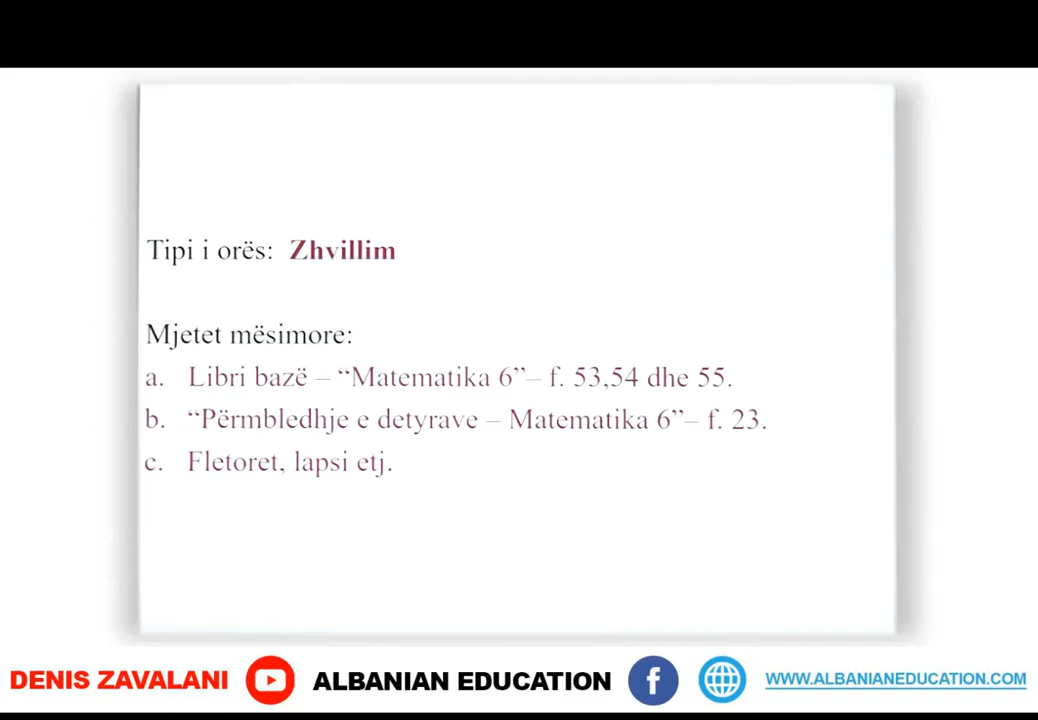 Tipi i orës: Zhvillim
Mjetet mësimore:
a. Libri bazë – “Matematika 6”– f. 53,54 dhe 55.
b. “Përmbledhje e detyrave – Matematika 6”– f. 23.
c. Fletoret, lapsi etj.
DENIS ZAVALANI ALBANIAN EDUCATION f WWW.ALBANIANEDUCATION.COM